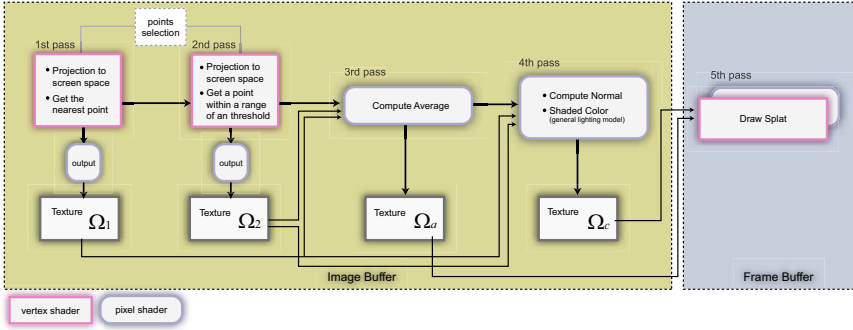 points
selection
1st pass
• Projection to
screen space
• Get the
nearest point
output
Texture Ω1
2nd pass
• Projection to
screen space
• Get a point
within a range
of an threshold
output
Texture Ω2
3rd pass
Compute Average
Texture Ωa
4th pass
• Compute Normal
• Shaded Color
(general lighting model)
Texture Ωc
5th pass
Draw Splat
Image Buffer
Frame Buffer
vertex shader
pixel shader